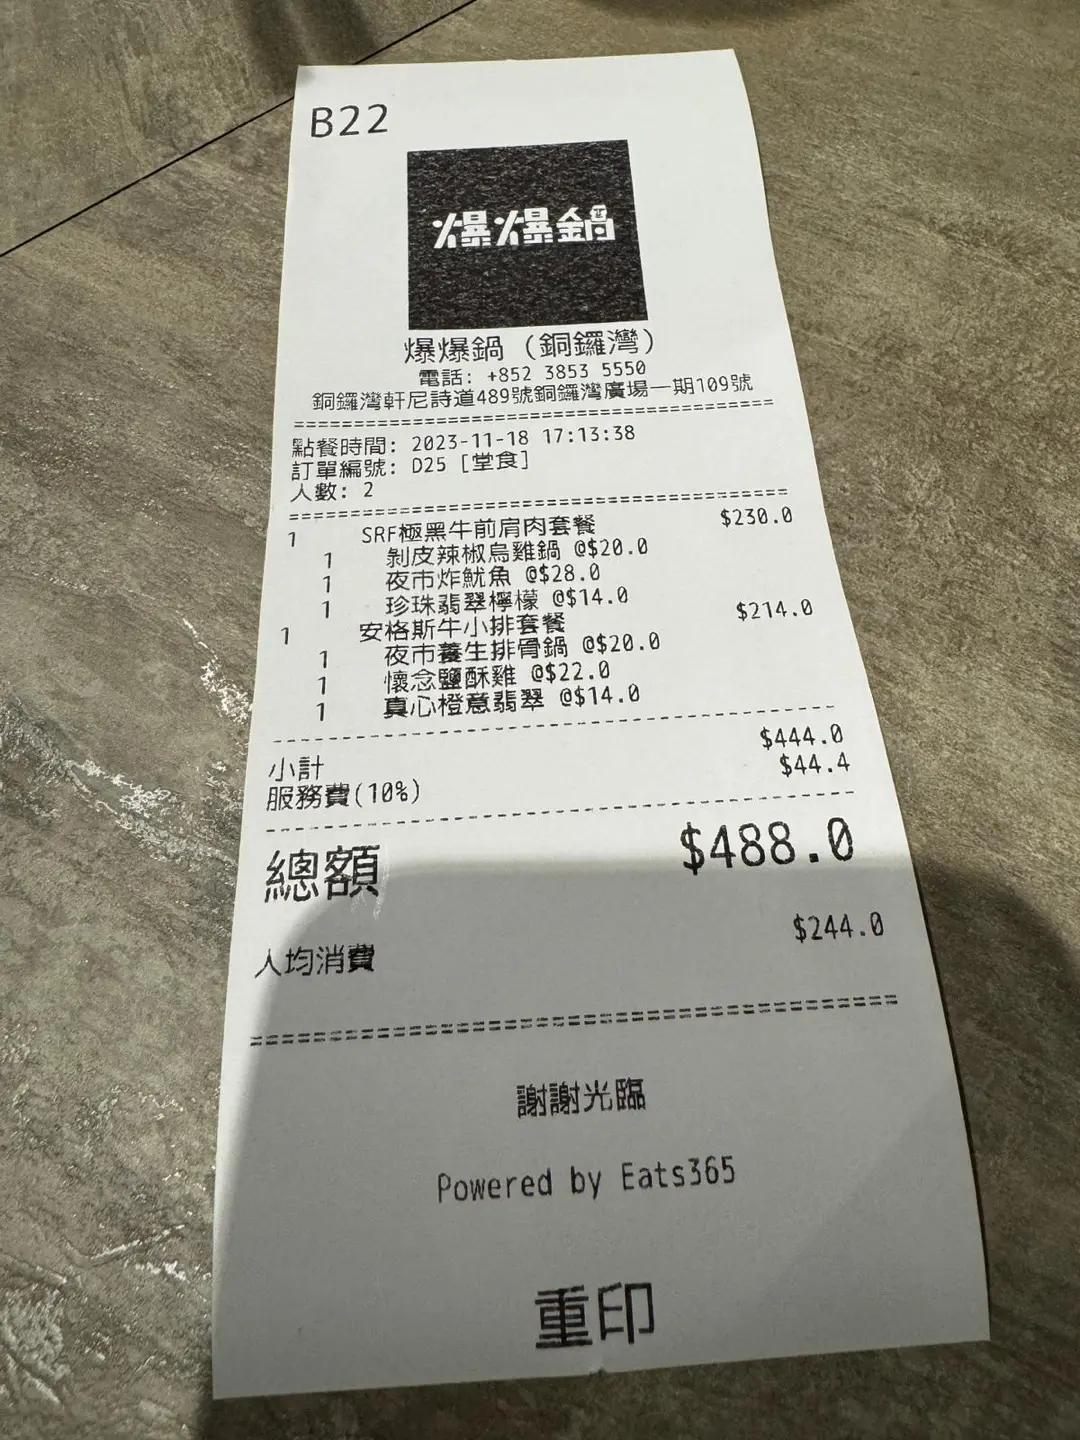 B22
爆爆鍋
爆爆鍋 (銅鑼灣)
電話: +852 3853 5550
銅鑼灣軒尼詩道489號銅鑼灣廣場一期109號
點餐時間: 2023-11-18 17:13:38
訂單編號: D25 [堂食]
人數: 2
1 SRF極黑牛前肩肉套餐 $230.0
1 剝皮辣椒烏雞鍋 @$20.0
1 夜市炸魷魚 @$28.0
1 珍珠翡翠檸檬 @$14.0
1 安格斯牛小排套餐 $214.0
1 夜市養生排骨鍋 @$20.0
1 懷念鹽酥雞 @$22.0
1 真心橙意翡翠 @$14.0
小計 $444.0
服務費(10%) $44.4
總額 $488.0
人均消費 $244.0
謝謝光臨
Powered by Eats365
重印